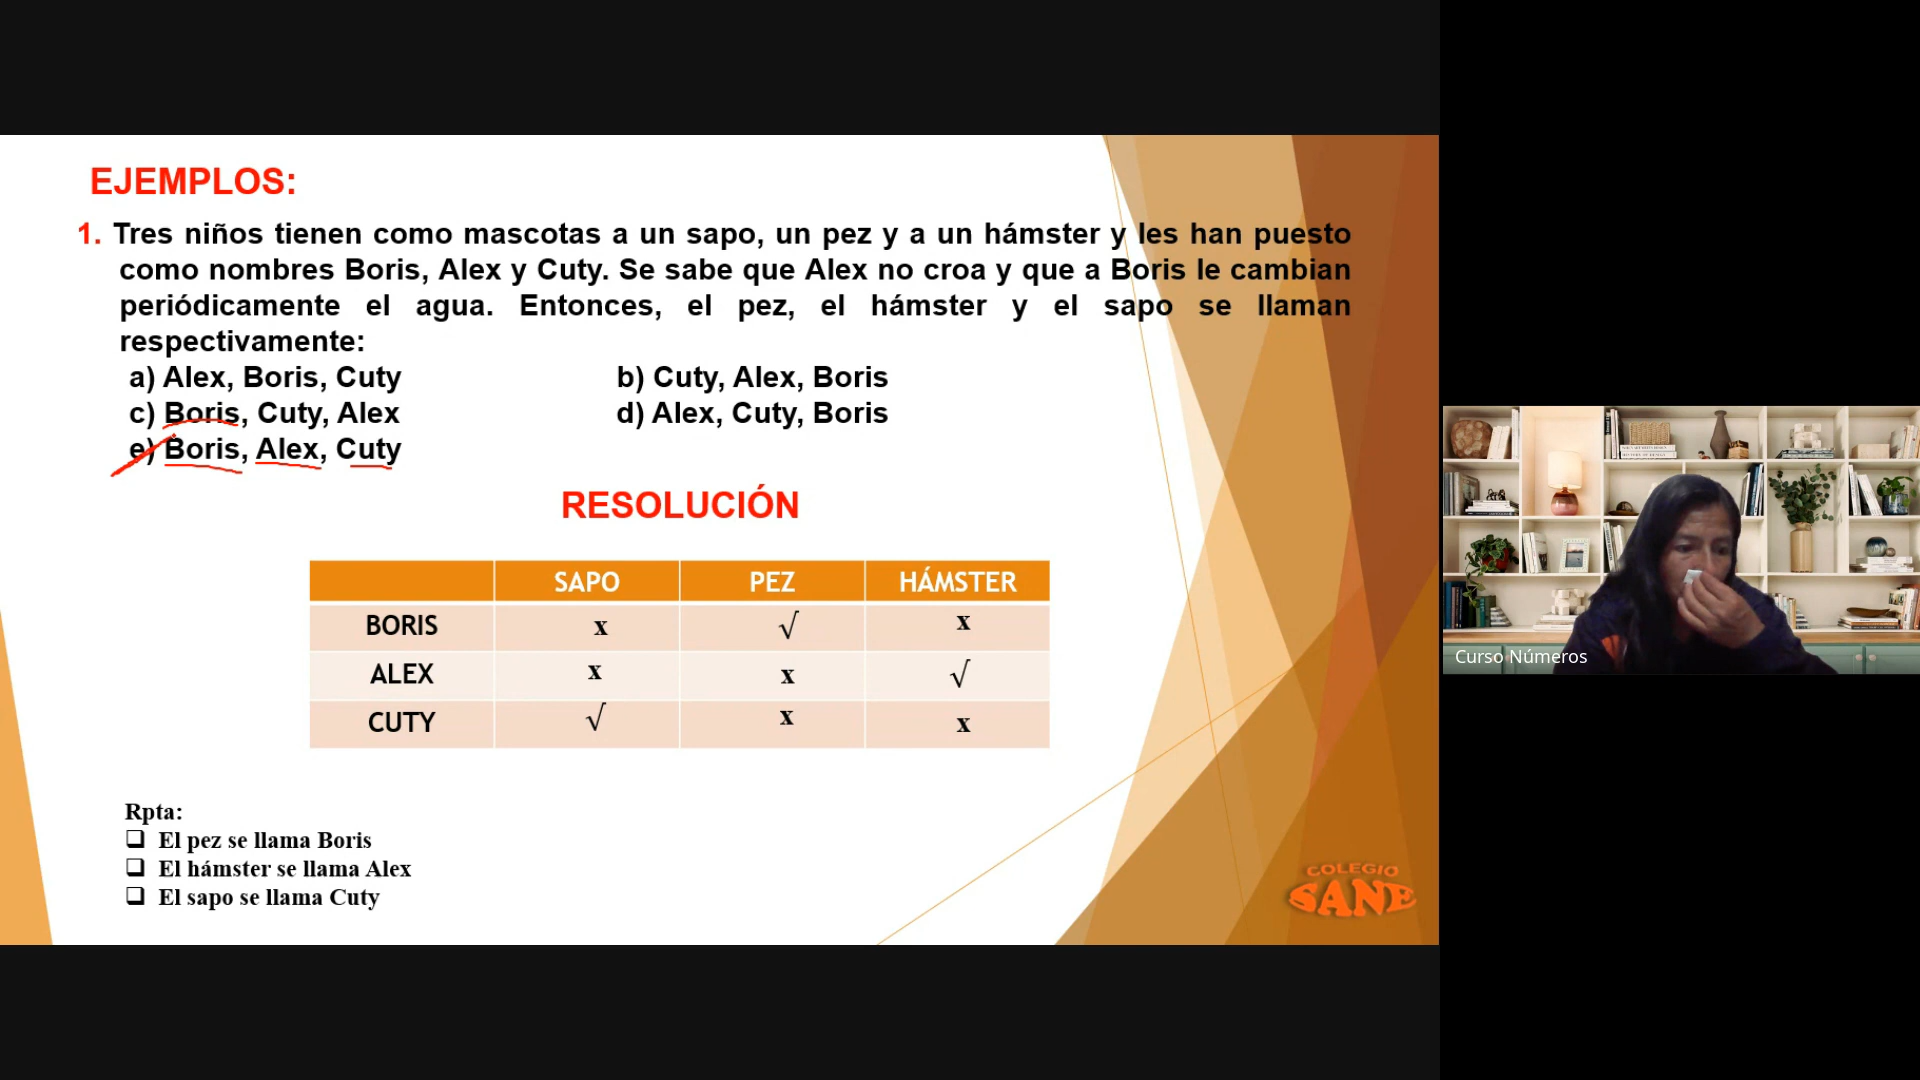 EJEMPLOS:
1. Tres niños tienen como mascotas a un sapo, un pez y a un hámster y les han puesto
como nombres Boris, Alex y Cuty. Se sabe que Alex no croa y que a Boris le cambian
periódicamente el agua. Entonces, el pez, el hámster y el sapo se llaman
respectivamente:
a) Alex, Boris, Cuty b) Cuty, Alex, Boris
c) Boris, Cuty, Alex d) Alex, Cuty, Boris
e) Boris, Alex, Cuty
RESOLUCIÓN
SAPO PEZ HÁMSTER
BORIS x √ x
ALEX x x √
CUTY √ x x
Rpta:
❑ El pez se llama Boris
❑ El hámster se llama Alex
❑ El sapo se llama Cuty
COLEGIO
SANE
Curso Números